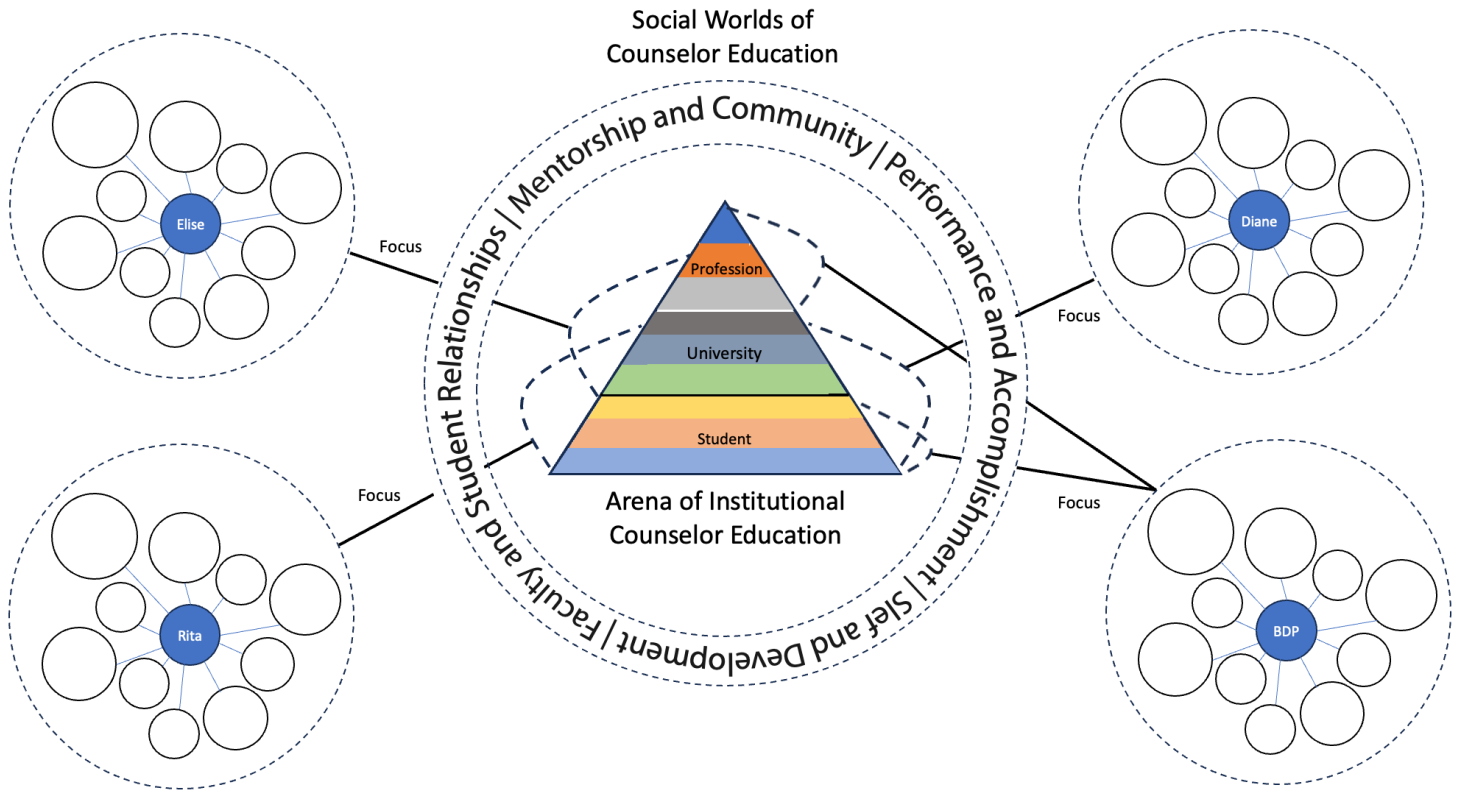 Social Worlds of
Counselor Education
Faculty and Student Relationships | Mentorship and Community | Performance and Accomplishment | Slef and Development |
Elise
Focus
Diane
Focus
Profession
University
Student
Arena of Institutional
Counselor Education
Rita
Focus
BDP
Focus